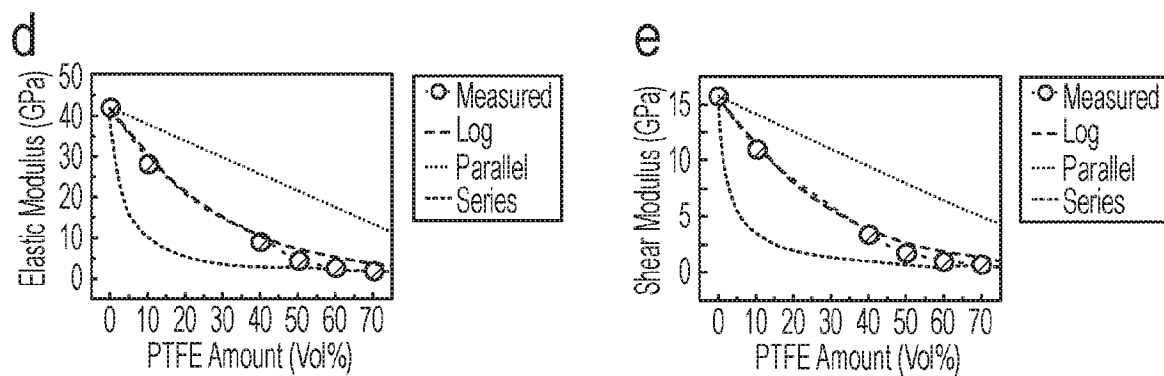 d
Elastic Modulus (GPa)
50
40
30
20
10
0
0 10 20 30 40 50 60 70
PTFE Amount (Vol%)
Measured
Log
Parallel
Series
e
Shear Modulus (GPa)
15
10
5
0
0 10 20 30 40 50 60 70
PTFE Amount (Vol%)
Measured
Log
Parallel
Series